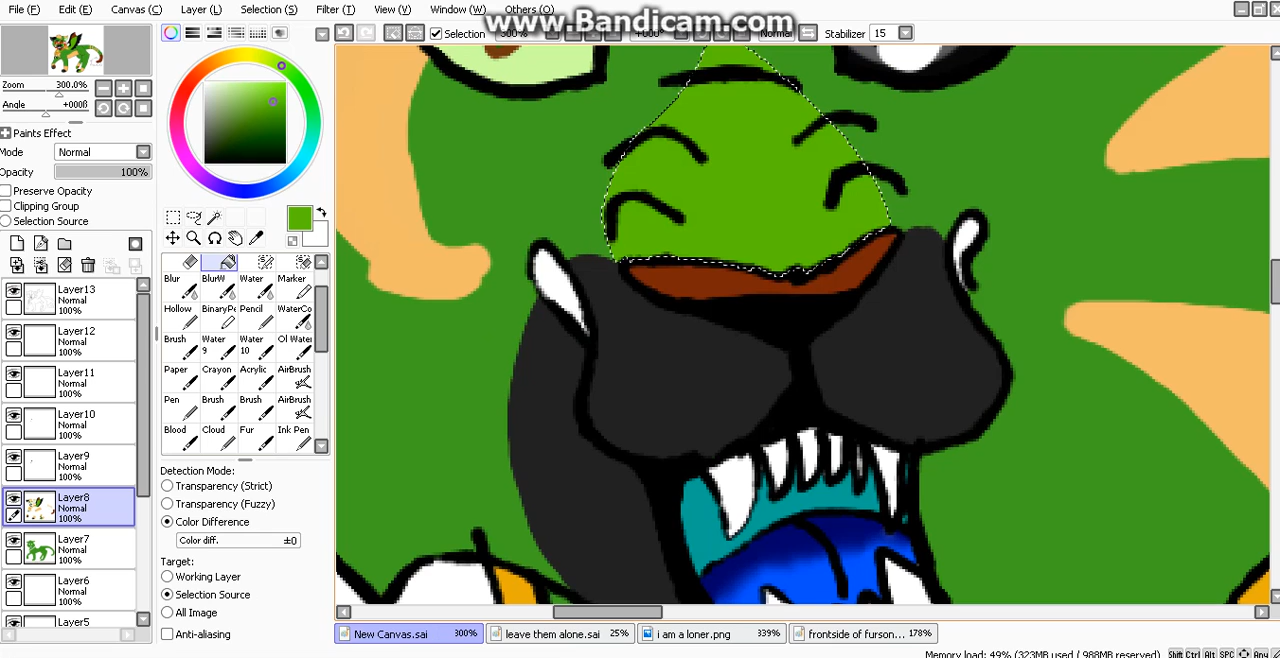 File (F) Edit (E) Canvas (C) Layer (L) Selection (S) Filter (T) View (V) Window (W) Others (O)
www.Bandicam.com
Selection 300% +000° Normal Stabilizer 15
Zoom 300.0%
Angle +000ß
Paints Effect
Mode Normal
Opacity 100%
Preserve Opacity
Clipping Group
Selection Source
Layer13
Normal
100%
Layer12
Normal
100%
Layer11
Normal
100%
Layer10
Normal
100%
Layer9
Normal
100%
Layer8
Normal
100%
Layer7
Normal
100%
Layer6
Normal
100%
Layer5
Blur BlurW Water Marker
Hollow BinaryPe Pencil WaterCo
Brush Water 9 Water 10 Ol Water
Paper Crayon Acrylic AirBrush
Pen Brush Brush AirBrush
Blood Cloud Fur Ink Pen
Detection Mode:
Transparency (Strict)
Transparency (Fuzzy)
Color Difference
Color diff. ±0
Target:
Working Layer
Selection Source
All Image
Anti-aliasing
New Canvas.sai 300% leave them alone.sai 25% i am a loner.png 339% frontside of furson... 178%
Memory load: 49% (323MB used / 988MB reserved) Shift Ctrl Alt SPC Any